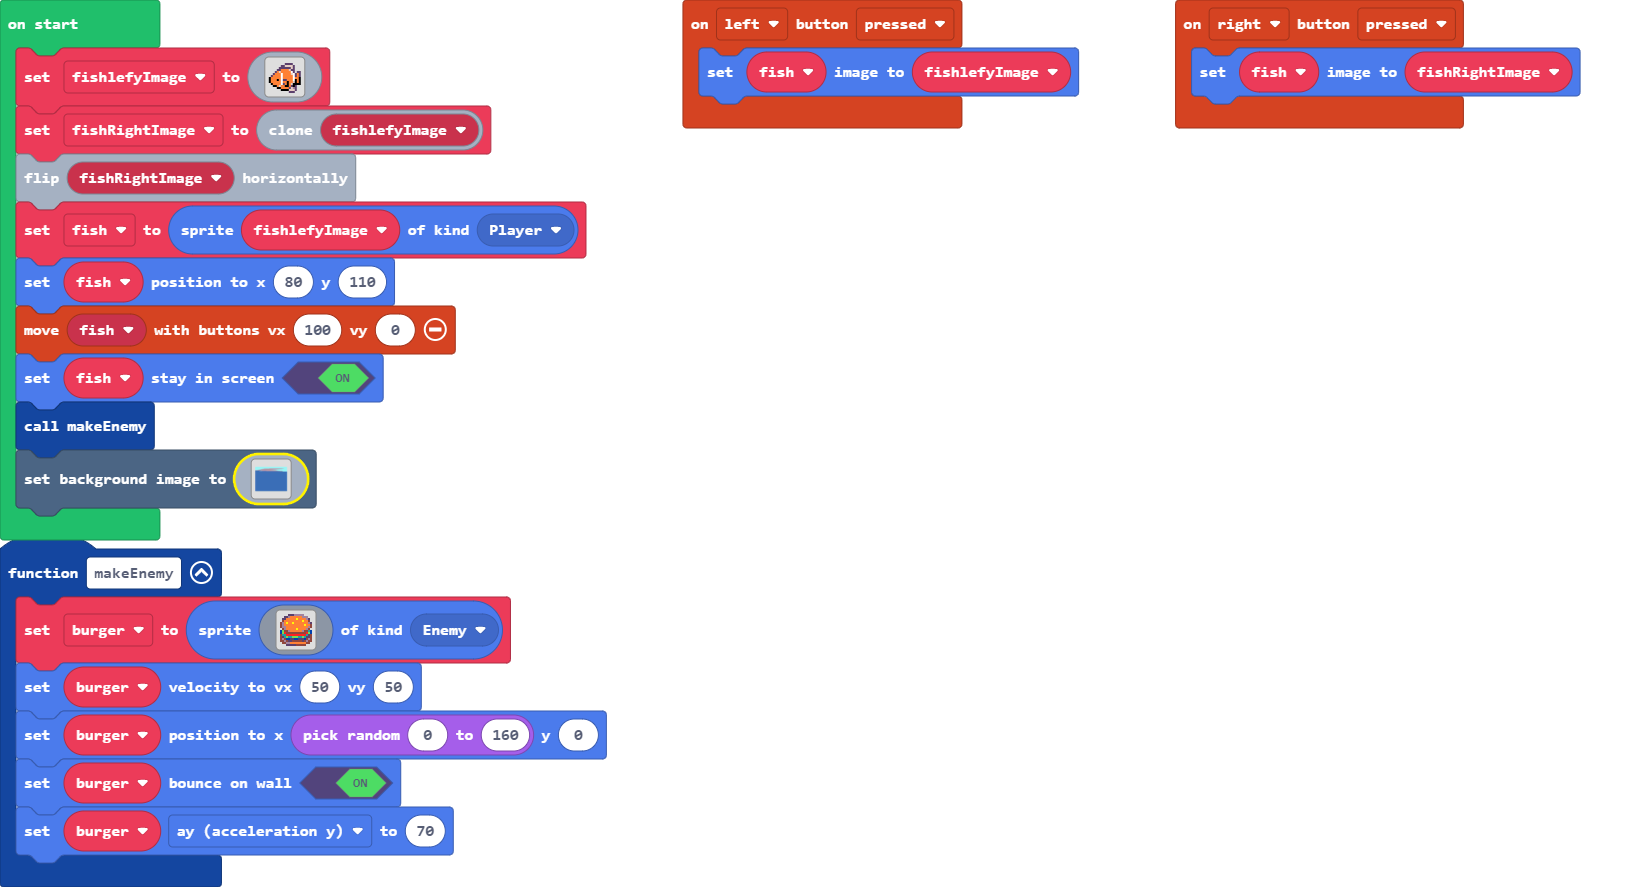 on start
set fishlefyImage to
set fishRightImage to clone fishlefyImage
flip fishRightImage horizontally
set fish to sprite fishlefyImage of kind Player
set fish position to x 80 y 110
move fish with buttons vx 100 vy 0
set fish stay in screen ON
call makeEnemy
set background image to
function makeEnemy
set burger to sprite of kind Enemy
set burger velocity to vx 50 vy 50
set burger position to x pick random 0 to 160 y 0
set burger bounce on wall ON
set burger ay (acceleration y) to 70
on left button pressed
set fish image to fishlefyImage
on right button pressed
set fish image to fishRightImage